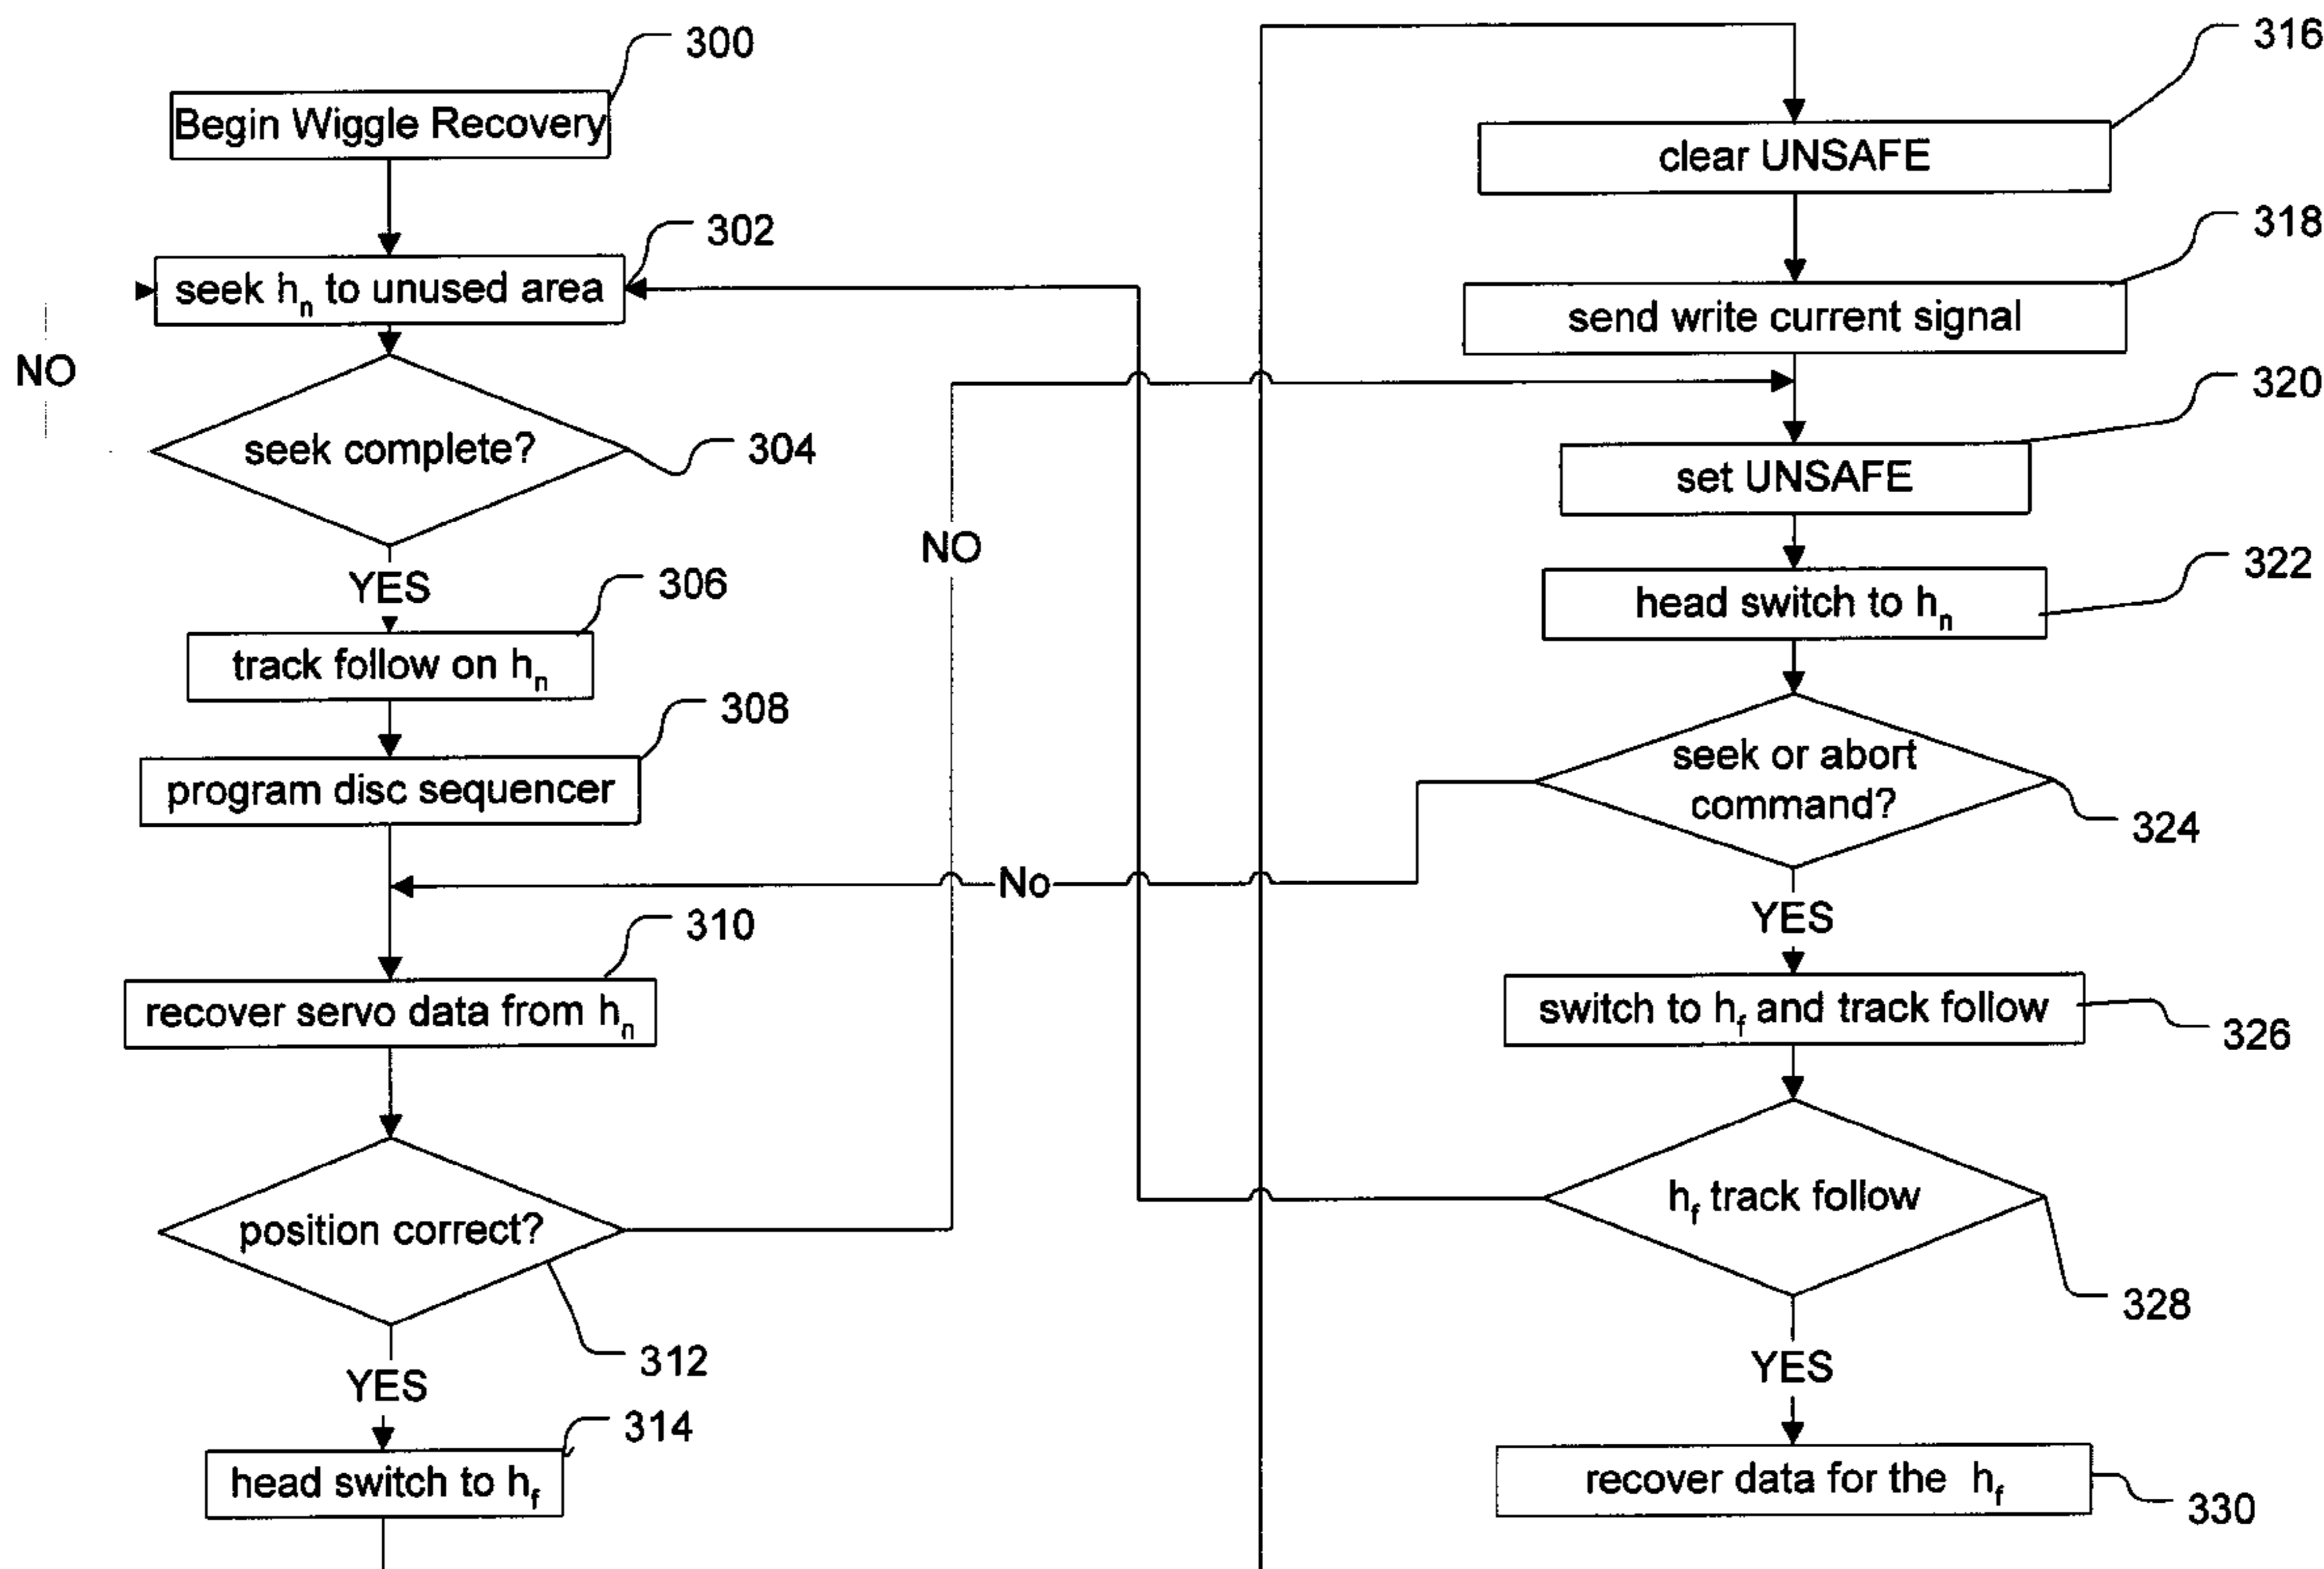 300
Begin Wiggle Recovery
302
seek hn to unused area
NO
seek complete?
304
YES
306
track follow on hn
308
program disc sequencer
310
recover servo data from hn
position correct?
312
NO
YES
314
head switch to hf
316
clear UNSAFE
318
send write current signal
320
set UNSAFE
322
head switch to hn
seek or abort
command?
324
No
YES
switch to hf and track follow
326
hf track follow
328
YES
recover data for the hf
330